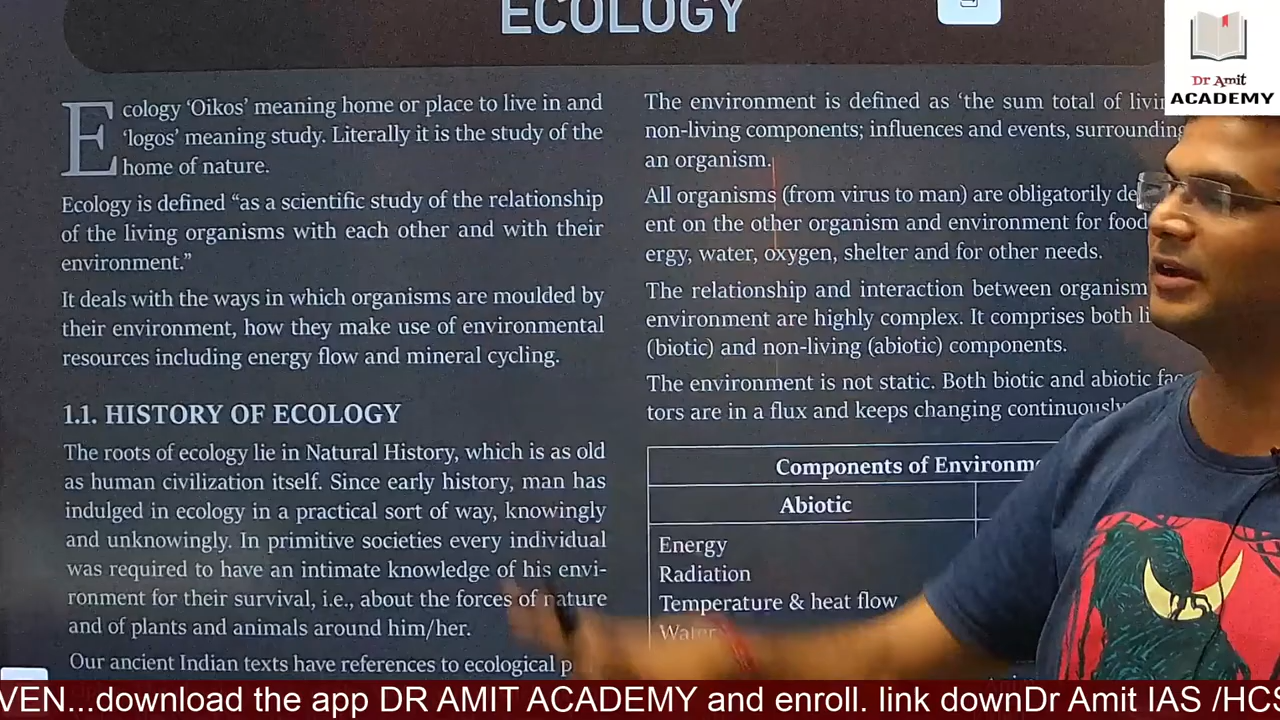 ECOLOGY
Dr Amit
ACADEMY
Ecology ‘Oikos’ meaning home or place to live in and
‘logos’ meaning study. Literally it is the study of the
home of nature.
Ecology is defined “as a scientific study of the relationship
of the living organisms with each other and with their
environment.”
It deals with the ways in which organisms are moulded by
their environment, how they make use of environmental
resources including energy flow and mineral cycling.
1.1. HISTORY OF ECOLOGY
The roots of ecology lie in Natural History, which is as old
as human civilization itself. Since early history, man has
indulged in ecology in a practical sort of way, knowingly
and unknowingly. In primitive societies every individual
was required to have an intimate knowledge of his envi-
ronment for their survival, i.e., about the forces of nature
and of plants and animals around him/her.
Our ancient Indian texts have references to ecological p
The environment is defined as ‘the sum total of livin
non-living components; influences and events, surrounding
an organism.
All organisms (from virus to man) are obligatorily de
ent on the other organism and environment for food
ergy, water, oxygen, shelter and for other needs.
The relationship and interaction between organism
environment are highly complex. It comprises both li
(biotic) and non-living (abiotic) components.
The environment is not static. Both biotic and abiotic fac
tors are in a flux and keeps changing continuously
Components of Environme
Abiotic
Energy
Radiation
Temperature & heat flow
Water
VEN...download the app DR AMIT ACADEMY and enroll. link downDr Amit IAS /HCS